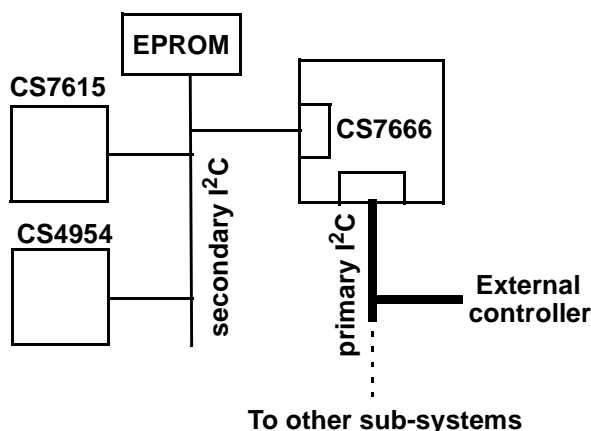 EPROM
CS7615
CS7666
CS4954
secondary I²C
primary I²C
External
controller
To other sub-systems